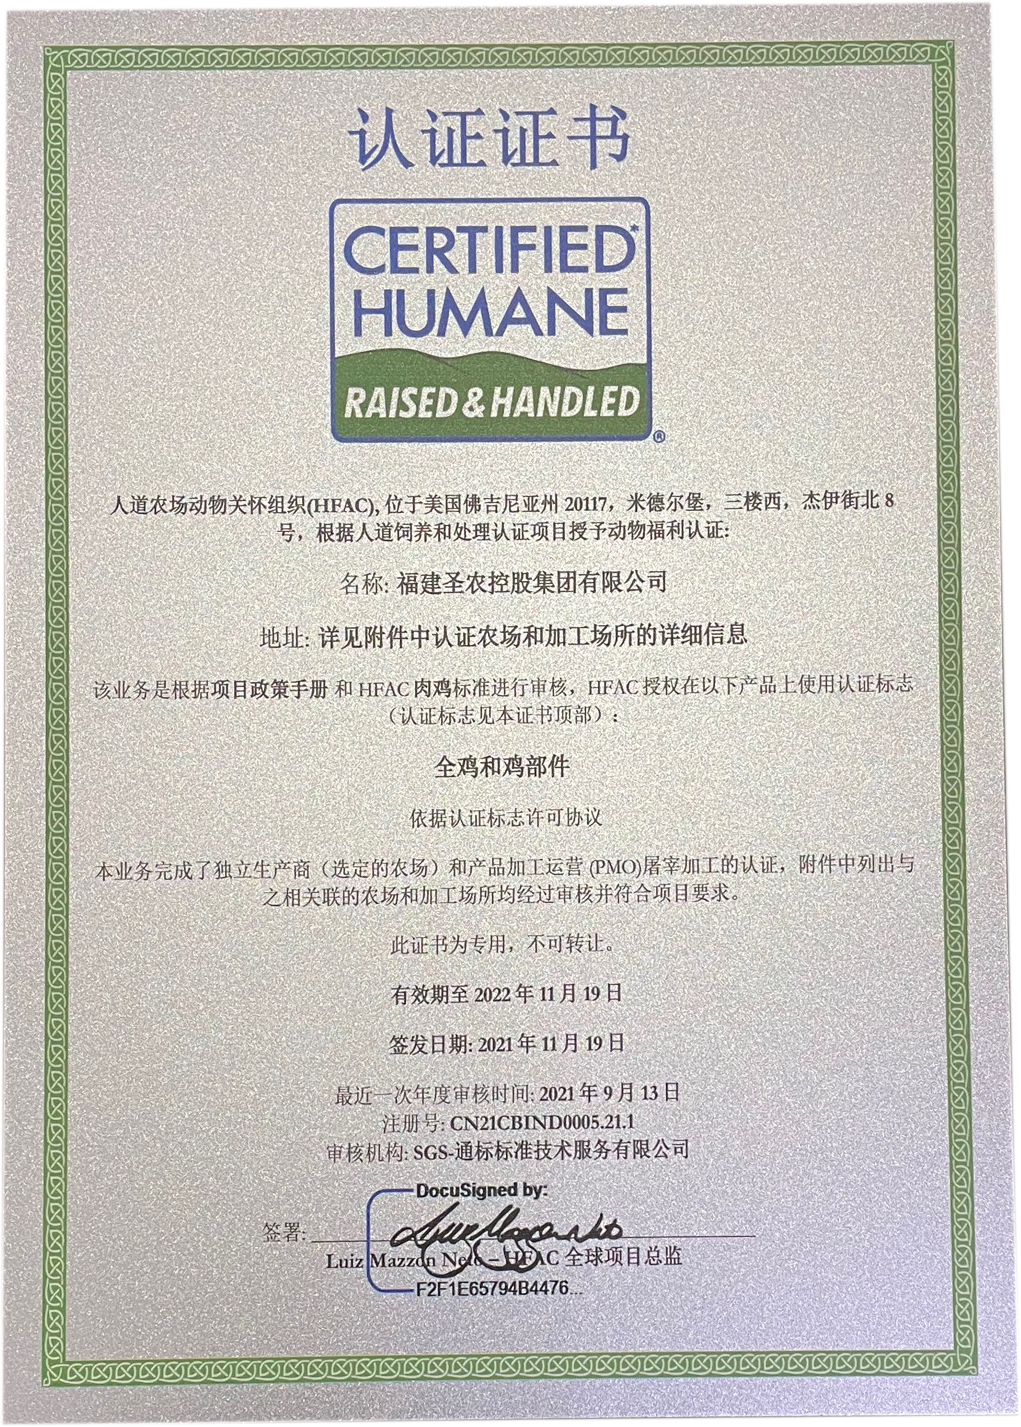 认证证书
CERTIFIED*
HUMANE
RAISED & HANDLED
®
人道农场动物关怀组织(HFAC), 位于美国佛吉尼亚州 20117，米德尔堡，三楼西，杰伊街北 8
号，根据人道饲养和处理认证项目授予动物福利认证:
名称: 福建圣农控股集团有限公司
地址: 详见附件中认证农场和加工场所的详细信息
该业务是根据项目政策手册 和 HFAC 肉鸡标准进行审核，HFAC 授权在以下产品上使用认证标志
（认证标志见本证书顶部）:
全鸡和鸡部件
依据认证标志许可协议
本业务完成了独立生产商（选定的农场）和产品加工运营 (PMO)屠宰加工的认证，附件中列出与
之相关联的农场和加工场所均经过审核并符合项目要求。
此证书为专用，不可转让。
有效期至 2022 年 11 月 19 日
签发日期: 2021 年 11 月 19 日
最近一次年度审核时间: 2021 年 9 月 13 日
注册号: CN21CBIND0005.21.1
审核机构: SGS-通标标准技术服务有限公司
DocuSigned by:
签署:
Luiz Mazzon Neto – HFAC 全球项目总监
F2F1E65794B4476...